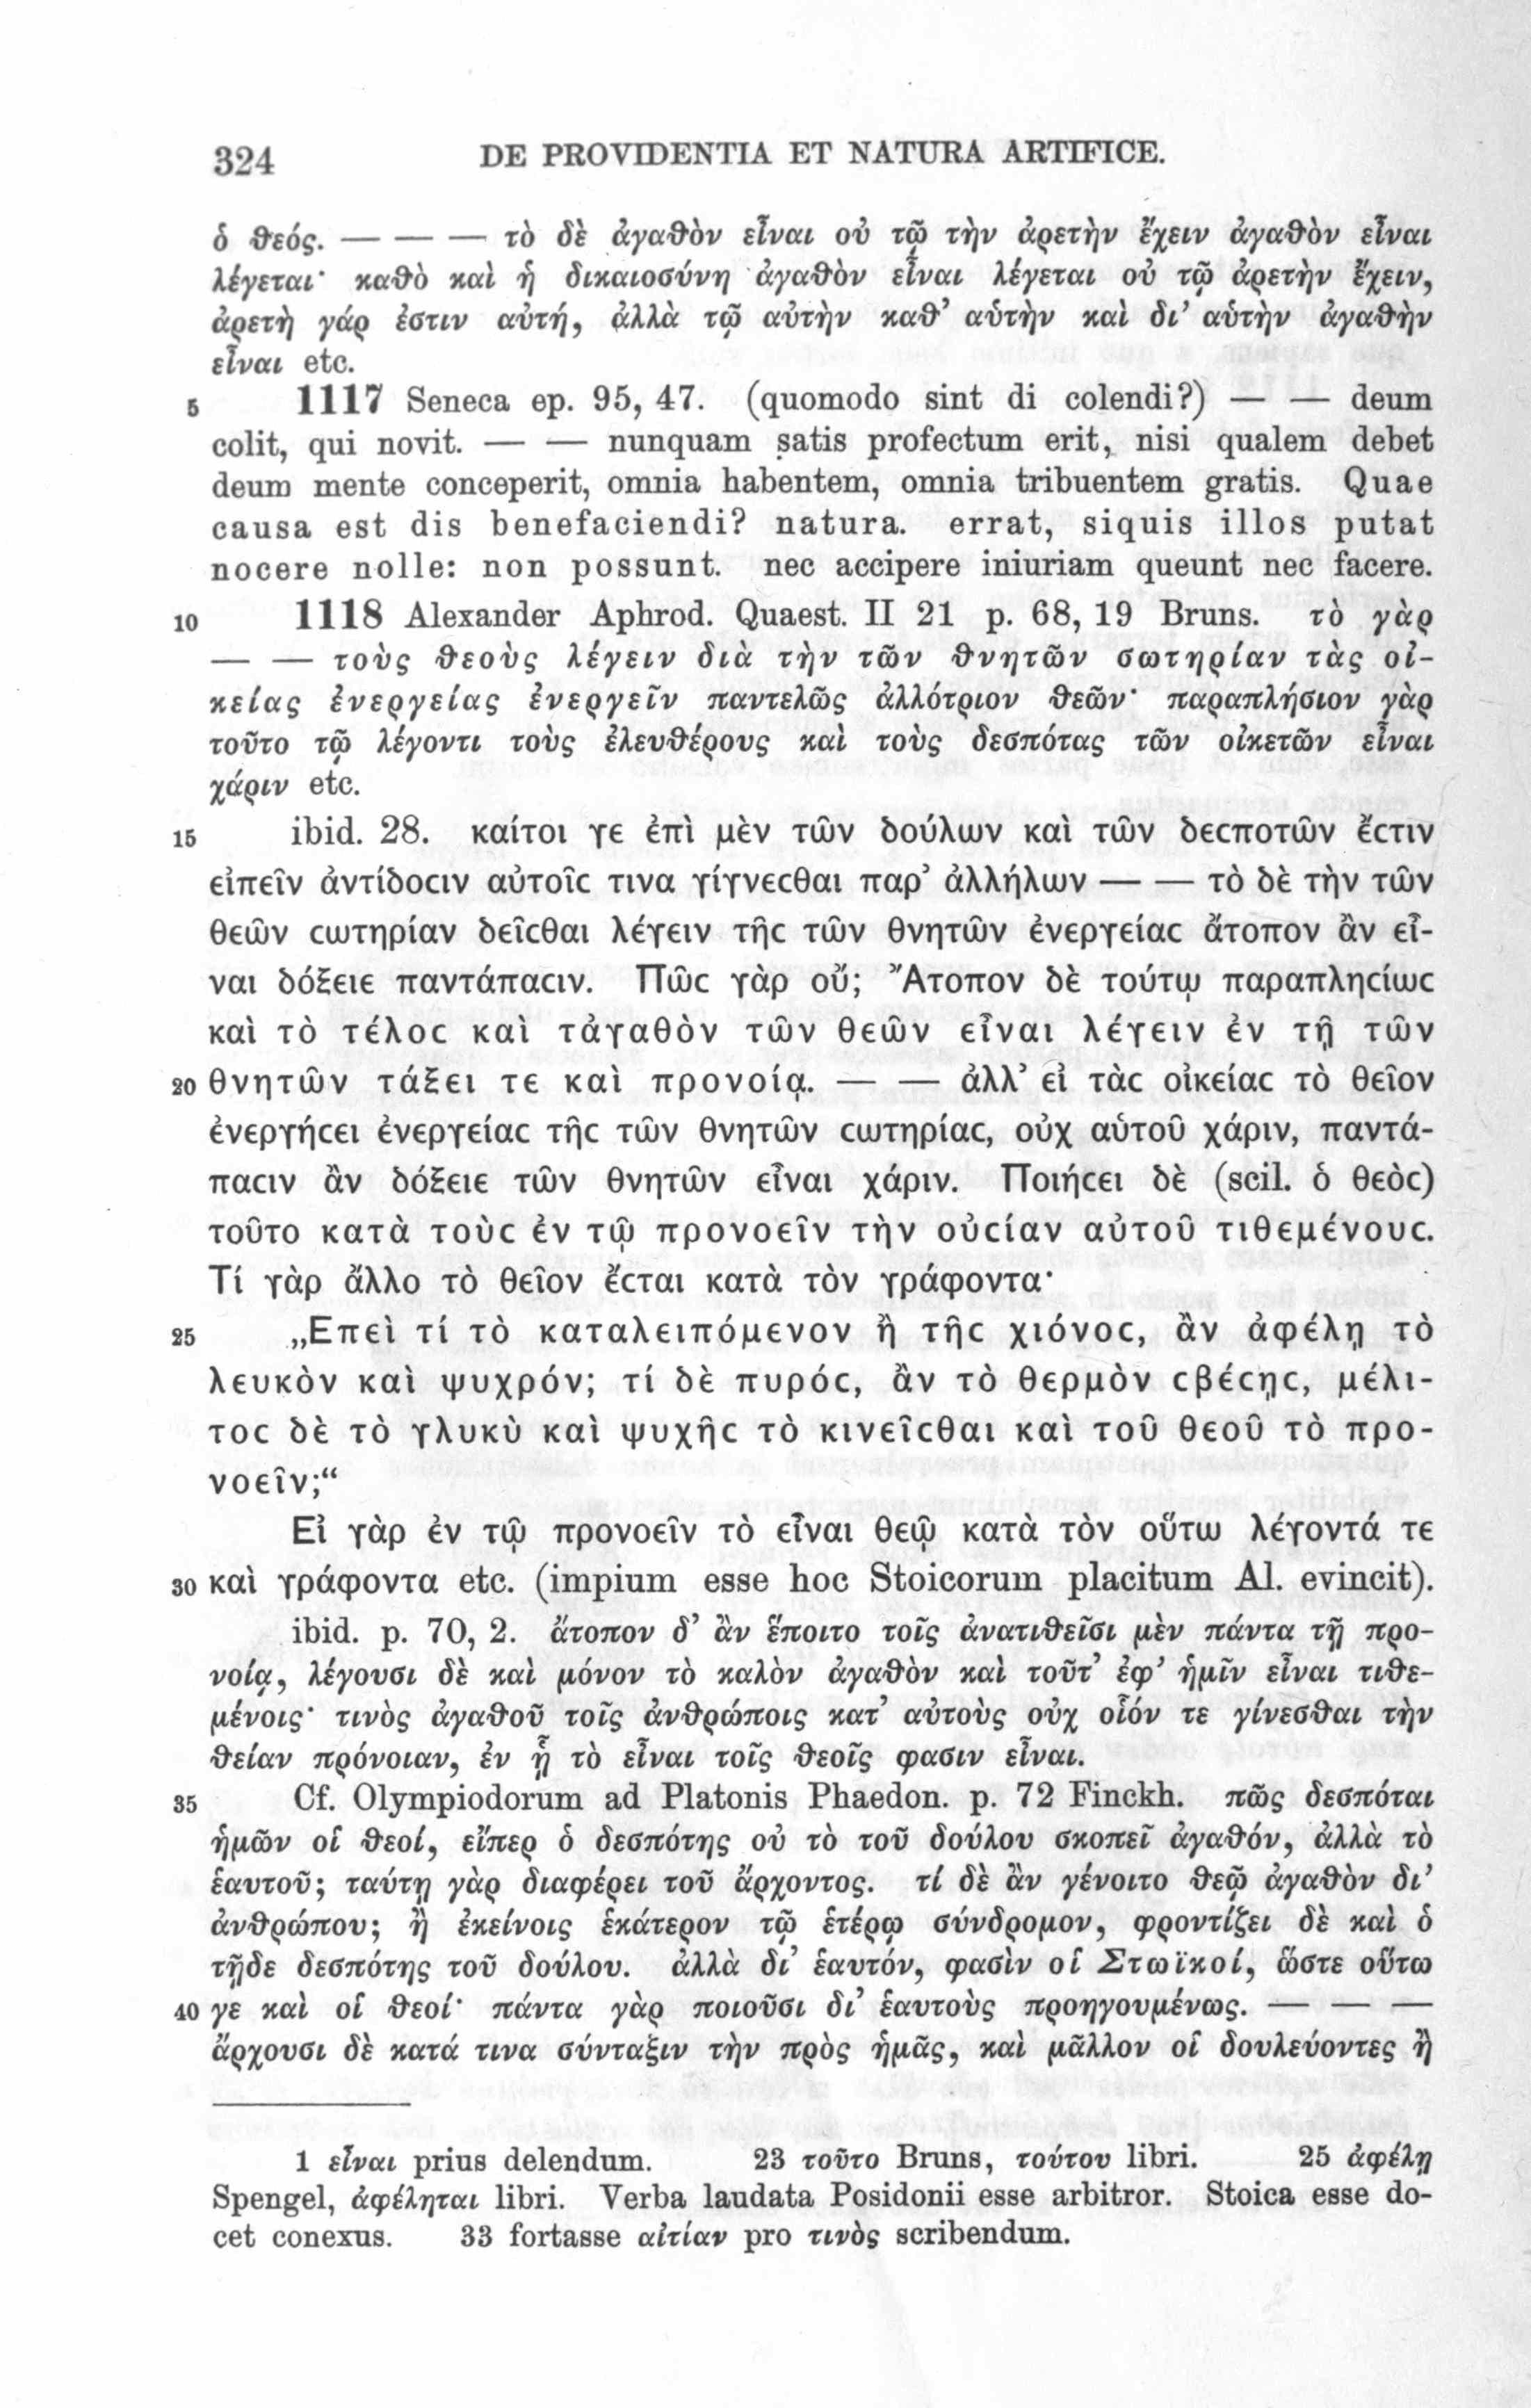 324 DE PROVIDENTIA ET NATURA ARTIFICE.
ὁ θεός. — — — τὸ δὲ ἀγαθὸν εἶναι οὐ τῷ τὴν ἀρετὴν ἔχειν ἀγαθὸν εἶναι
λέγεται· καθὸ καὶ ἡ δικαιοσύνη ἀγαθὸν εἶναι λέγεται οὐ τῷ ἀρετὴν ἔχειν,
ἀρετὴ γάρ ἐστιν αὐτή, ἀλλὰ τῷ αὐτὴν καθ’ αὑτὴν καὶ δι’ αὑτὴν ἀγαθὴν
εἶναι etc.
5 1117 Seneca ep. 95, 47. (quomodo sint di colendi?) — — deum
colit, qui novit. — — nunquam satis profectum erit, nisi qualem debet
deum mente conceperit, omnia habentem, omnia tribuentem gratis. Quae
causa est dis benefaciendi? natura. errat, siquis illos putat
nocere nolle: non possunt. nec accipere iniuriam queunt nec facere.
10 1118 Alexander Aphrod. Quaest. II 21 p. 68, 19 Bruns. τὸ γὰρ
— — τοὺς θεοὺς λέγειν διὰ τὴν τῶν θνητῶν σωτηρίαν τὰς οἰ-
κείας ἐνεργείας ἐνεργεῖν παντελῶς ἀλλότριον θεῶν· παραπλήσιον γὰρ
τοῦτο τῷ λέγοντι τοὺς ἐλευθέρους καὶ τοὺς δεσπότας τῶν οἰκετῶν εἶναι
χάριν etc.
15 ibid. 28. καίτοι γε ἐπὶ μὲν τῶν δούλων καὶ τῶν δεϲποτῶν ἔϲτιν
εἰπεῖν ἀντίδοϲιν αὐτοῖϲ τινα γίγνεϲθαι παρ’ ἀλλήλων — — τὸ δὲ τὴν τῶν
θεῶν ϲωτηρίαν δεῖϲθαι λέγειν τῆϲ τῶν θνητῶν ἐνεργείαϲ ἄτοπον ἂν εἶ-
ναι δόξειε παντάπαϲιν. Πῶϲ γὰρ οὔ; Ἄτοπον δὲ τούτῳ παραπληϲίωϲ
καὶ τὸ τέλοϲ καὶ τἀγαθὸν τῶν θεῶν εἶναι λέγειν ἐν τῇ τῶν
20 θνητῶν τάξει τε καὶ προνοίᾳ. — — ἀλλ’ εἰ τὰϲ οἰκείαϲ τὸ θεῖον
ἐνεργήϲει ἐνεργείαϲ τῆϲ τῶν θνητῶν ϲωτηρίαϲ, οὐχ αὑτοῦ χάριν, παντά-
παϲιν ἂν δόξειε τῶν θνητῶν εἶναι χάριν. Ποιήϲει δὲ (scil. ὁ θεὸϲ)
τοῦτο κατὰ τοὺϲ ἐν τῷ προνοεῖν τὴν οὐϲίαν αὐτοῦ τιθεμένουϲ.
Τί γὰρ ἄλλο τὸ θεῖον ἔϲται κατὰ τὸν γράφοντα·
25 „Επεὶ τί τὸ καταλειπόμενον ἢ τῆϲ χιόνοϲ, ἂν ἀφέλῃ τὸ
λευκὸν καὶ ψυχρόν; τί δὲ πυρόϲ, ἂν τὸ θερμὸν ϲβέϲῃϲ, μέλι-
τοϲ δὲ τὸ γλυκὺ καὶ ψυχῆϲ τὸ κινεῖϲθαι καὶ τοῦ θεοῦ τὸ προ-
νοεῖν;“
Εἰ γὰρ ἐν τῷ προνοεῖν τὸ εἶναι θεῷ κατὰ τὸν οὕτω λέγοντά τε
30 καὶ γράφοντα etc. (impium esse hoc Stoicorum placitum Al. evincit).
ibid. p. 70, 2. ἄτοπον δ’ ἂν ἕποιτο τοῖς ἀνατιθεῖσι μὲν πάντα τῇ προ-
νοίᾳ, λέγουσι δὲ καὶ μόνον τὸ καλὸν ἀγαθὸν καὶ τοῦτ’ ἐφ’ ἡμῖν εἶναι τιθε-
μένοις· τινὸς ἀγαθοῦ τοῖς ἀνθρώποις κατ’ αὐτοὺς οὐχ οἷόν τε γίνεσθαι τὴν
θείαν πρόνοιαν, ἐν ᾗ τὸ εἶναι τοῖς θεοῖς φασιν εἶναι.
35 Cf. Olympiodorum ad Platonis Phaedon. p. 72 Finckh. πῶς δεσπόται
ἡμῶν οἱ θεοί, εἴπερ ὁ δεσπότης οὐ τὸ τοῦ δούλου σκοπεῖ ἀγαθόν, ἀλλὰ τὸ
ἑαυτοῦ; ταύτῃ γὰρ διαφέρει τοῦ ἄρχοντος. τί δὲ ἂν γένοιτο θεῷ ἀγαθὸν δι’
ἀνθρώπου; ἢ ἐκείνοις ἑκάτερον τῷ ἑτέρῳ σύνδρομον, φροντίζει δὲ καὶ ὁ
τῇδε δεσπότης τοῦ δούλου. ἀλλὰ δι’ ἑαυτόν, φασὶν οἱ Στωϊκοί, ὥστε οὕτω
40 γε καὶ οἱ θεοί· πάντα γὰρ ποιοῦσι δι’ ἑαυτοὺς προηγουμένως. — — —
ἄρχουσι δὲ κατά τινα σύνταξιν τὴν πρὸς ἡμᾶς, καὶ μᾶλλον οἱ δουλεύοντες ἢ
1 εἶναι prius delendum. 23 τοῦτο Bruns, τούτου libri. 25 ἀφέλῃ
Spengel, ἀφέληται libri. Verba laudata Posidonii esse arbitror. Stoica esse do-
cet conexus. 33 fortasse αἰτίαν pro τινὸς scribendum.